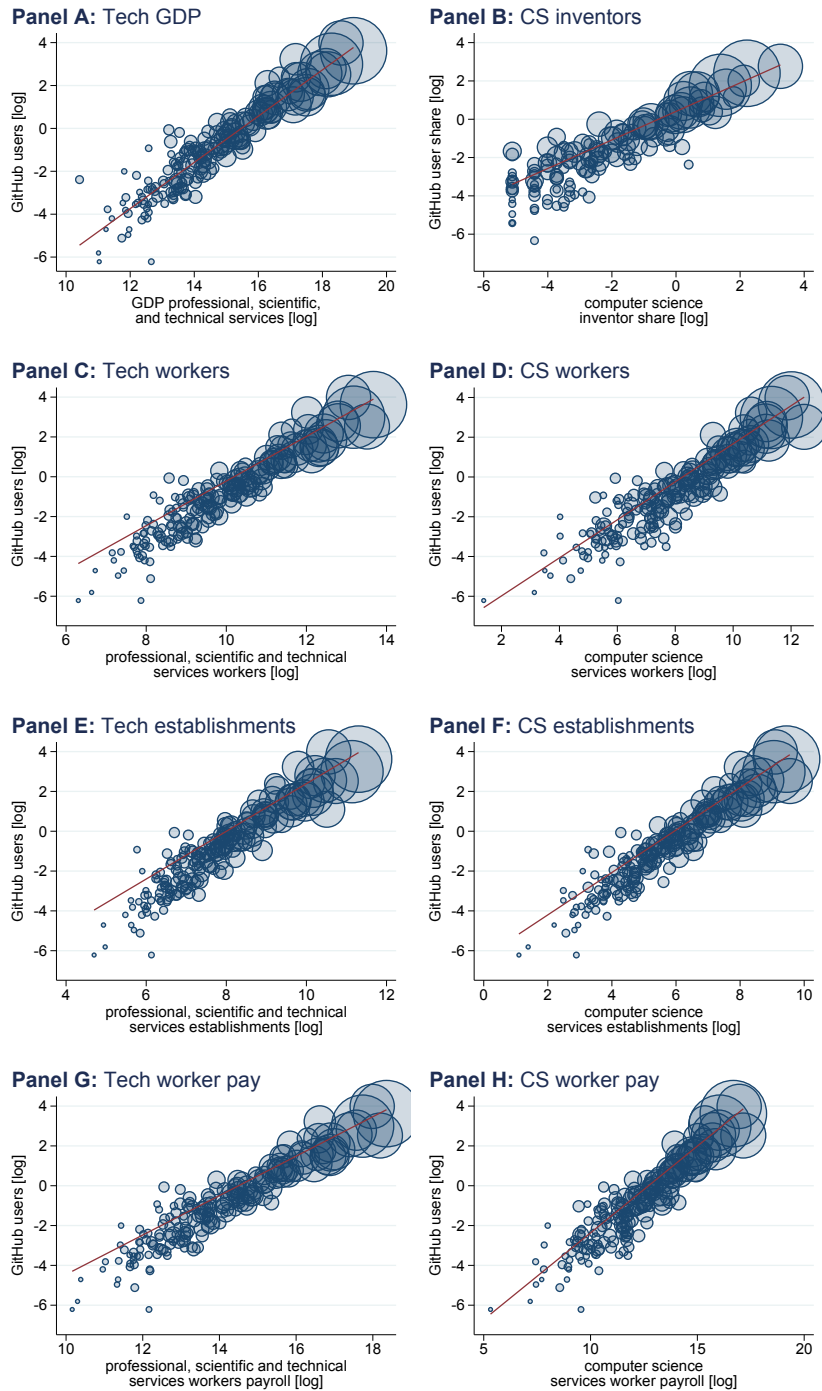 Panel A: Tech GDP
GitHub users [log]
4
2
0
-2
-4
-6
10 12 14 16 18 20
GDP professional, scientific,
and technical services [log]
Panel B: CS inventors
GitHub user share [log]
4
2
0
-2
-4
-6
-6 -4 -2 0 2 4
computer science
inventor share [log]
Panel C: Tech workers
GitHub users [log]
4
2
0
-2
-4
-6
6 8 10 12 14
professional, scientific and technical
services workers [log]
Panel D: CS workers
GitHub users [log]
4
2
0
-2
-4
-6
2 4 6 8 10 12
computer science
services workers [log]
Panel E: Tech establishments
GitHub users [log]
4
2
0
-2
-4
-6
4 6 8 10 12
professional, scientific and technical
services establishments [log]
Panel F: CS establishments
GitHub users [log]
4
2
0
-2
-4
-6
0 2 4 6 8 10
computer science
services establishments [log]
Panel G: Tech worker pay
GitHub users [log]
4
2
0
-2
-4
-6
10 12 14 16 18
professional, scientific and technical
services workers payroll [log]
Panel H: CS worker pay
GitHub users [log]
4
2
0
-2
-4
-6
5 10 15 20
computer science
services worker payroll [log]